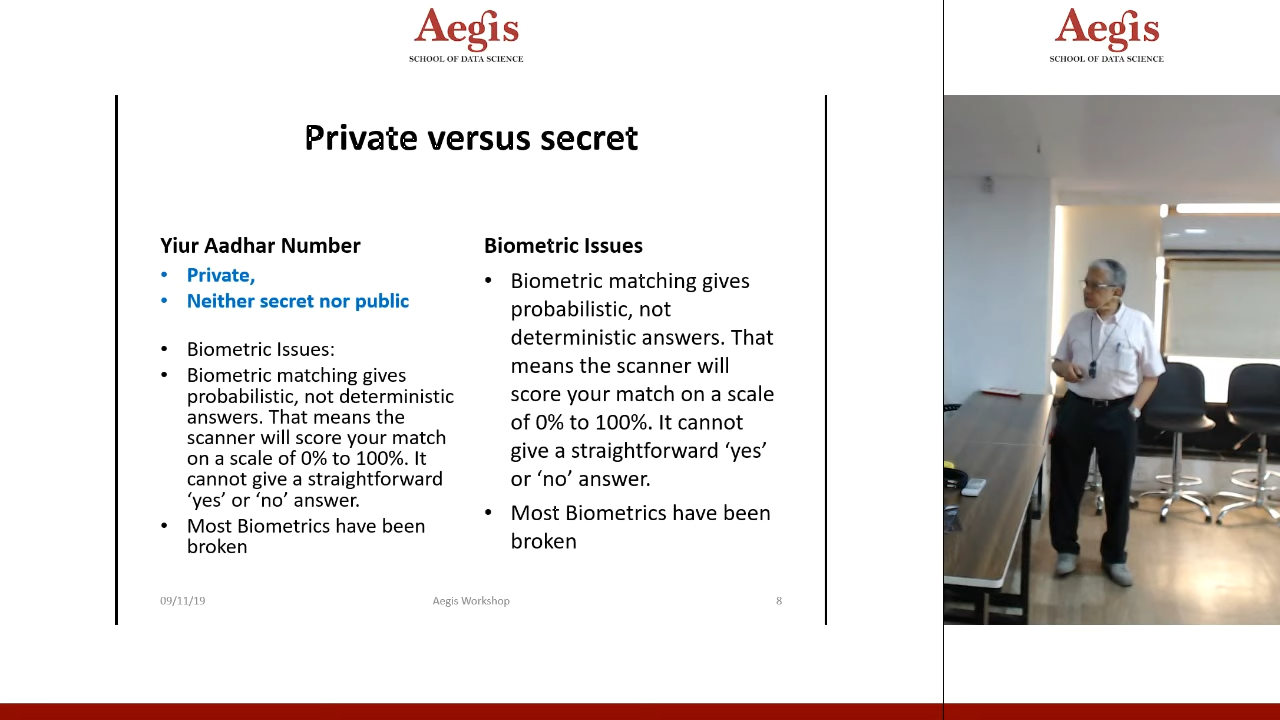 Aegis
SCHOOL OF DATA SCIENCE
Aegis
SCHOOL OF DATA SCIENCE
Private versus secret
Yiur Aadhar Number
• Private,
• Neither secret nor public
• Biometric Issues:
• Biometric matching gives
probabilistic, not deterministic
answers. That means the
scanner will score your match
on a scale of 0% to 100%. It
cannot give a straightforward
‘yes’ or ‘no’ answer.
• Most Biometrics have been
broken
Biometric Issues
• Biometric matching gives
probabilistic, not
deterministic answers. That
means the scanner will
score your match on a scale
of 0% to 100%. It cannot
give a straightforward ‘yes’
or ‘no’ answer.
• Most Biometrics have been
broken
09/11/19
Aegis Workshop
8